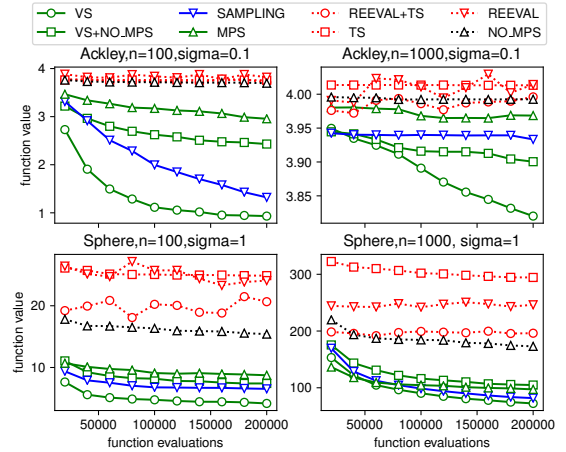 VS SAMPLING REEVAL+TS REEVAL
VS+NO_MPS MPS TS NO_MPS
Ackley,n=100,sigma=0.1 Ackley,n=1000,sigma=0.1
function value
4
3
2
1
4.00
3.95
3.90
3.85
Sphere,n=100,sigma=1 Sphere,n=1000, sigma=1
function value
20
10
300
200
100
50000 100000 150000 200000 50000 100000 150000 200000
function evaluations function evaluations